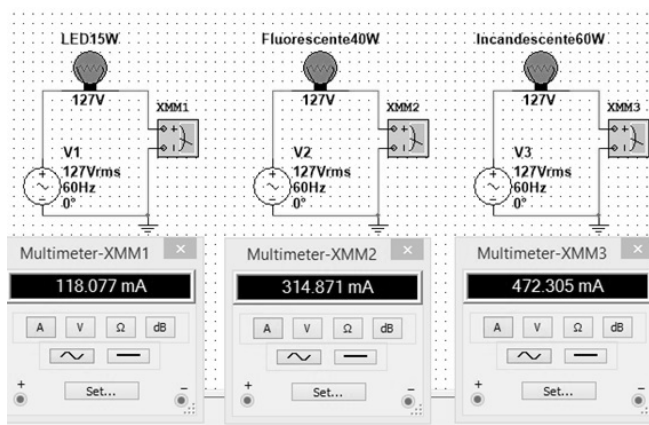 LED15W
127V
XMM1
V1
127Vrms
60Hz
0°
Fluorescente40W
127V
XMM2
V2
127Vrms
60Hz
0°
Incandescente60W
127V
XMM3
V3
127Vrms
60Hz
0°
Multimeter-XMM1
118.077 mA
A V Ω dB
Set...
Multimeter-XMM2
314.871 mA
A V Ω dB
Set...
Multimeter-XMM3
472.305 mA
A V Ω dB
Set...